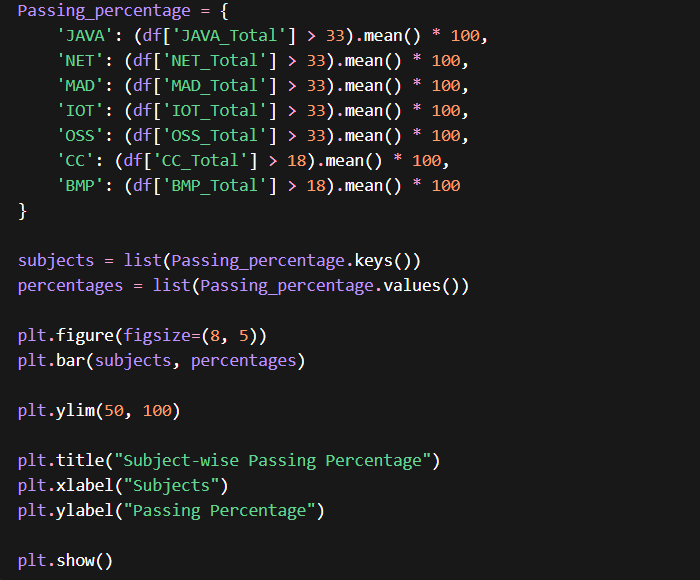 Passing_percentage = {
    'JAVA': (df['JAVA_Total'] > 33).mean() * 100,
    'NET': (df['NET_Total'] > 33).mean() * 100,
    'MAD': (df['MAD_Total'] > 33).mean() * 100,
    'IOT': (df['IOT_Total'] > 33).mean() * 100,
    'OSS': (df['OSS_Total'] > 33).mean() * 100,
    'CC': (df['CC_Total'] > 18).mean() * 100,
    'BMP': (df['BMP_Total'] > 18).mean() * 100
}

subjects = list(Passing_percentage.keys())
percentages = list(Passing_percentage.values())

plt.figure(figsize=(8, 5))
plt.bar(subjects, percentages)

plt.ylim(50, 100)

plt.title("Subject-wise Passing Percentage")
plt.xlabel("Subjects")
plt.ylabel("Passing Percentage")

plt.show()